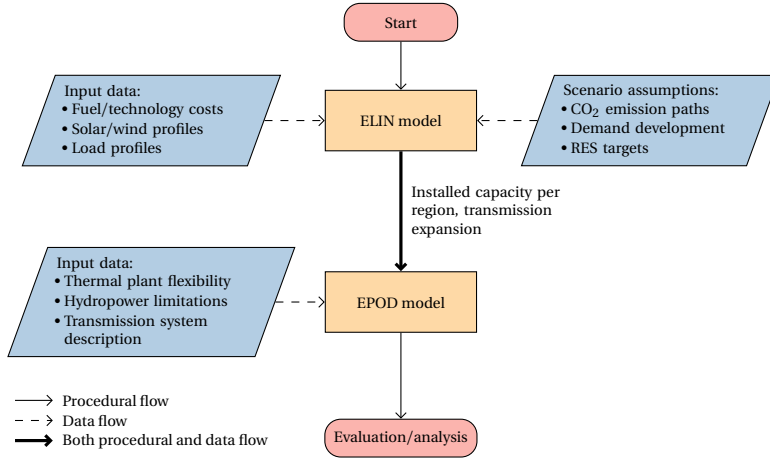 Start
Input data:
• Fuel/technology costs
• Solar/wind profiles
• Load profiles
ELIN model
Scenario assumptions:
• CO₂ emission paths
• Demand development
• RES targets
Installed capacity per
region, transmission
expansion
Input data:
• Thermal plant flexibility
• Hydropower limitations
• Transmission system
description
EPOD model
Procedural flow
Data flow
Both procedural and data flow
Evaluation/analysis